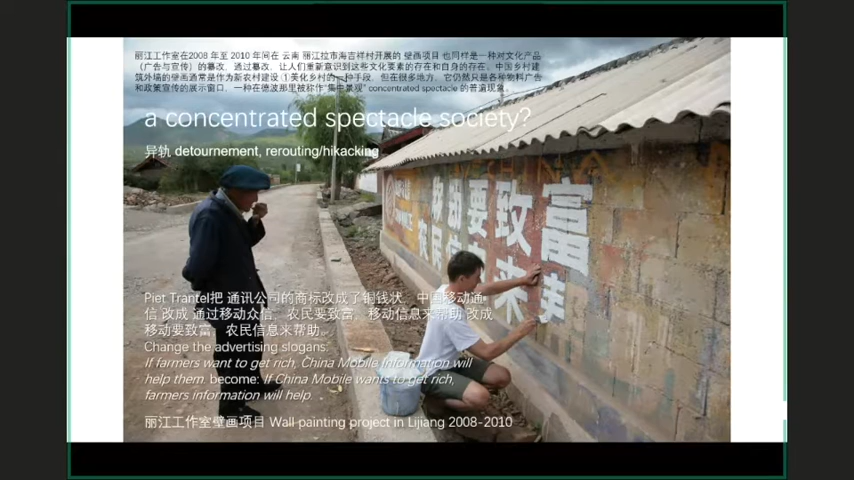 丽江工作室在2008 年至 2010 年间在 云南 丽江拉市海吉祥村开展的 壁画项目 也同样是一种对文化产品
（广告与宣传）的篡改，通过篡改，让人们重新意识到这些文化要素的存在和自身的存在。中国乡村建
筑外墙的壁画通常是作为新农村建设 ①美化乡村的一种手段，但在很多地方，它仍然只是各种物料广告
和政策宣传的展示窗口，一种在德波那里被称作“集中景观” concentrated spectacle 的普遍现象。
a concentrated spectacle society?
异轨 detournement, rerouting/hikacking
移动要致富
农民信 来帮
Piet Trantel把 通讯公司的商标改成了铜钱状，中国移动通
信 改成 通过移动众信，农民要致富，移动信息来帮助 改成
移动要致富，农民信息来帮助。
Change the advertising slogans:
If farmers want to get rich, China Mobile Information will
help them. become: If China Mobile wants to get rich,
farmers information will help.
丽江工作室壁画项目 Wall painting project in Lijiang 2008-2010